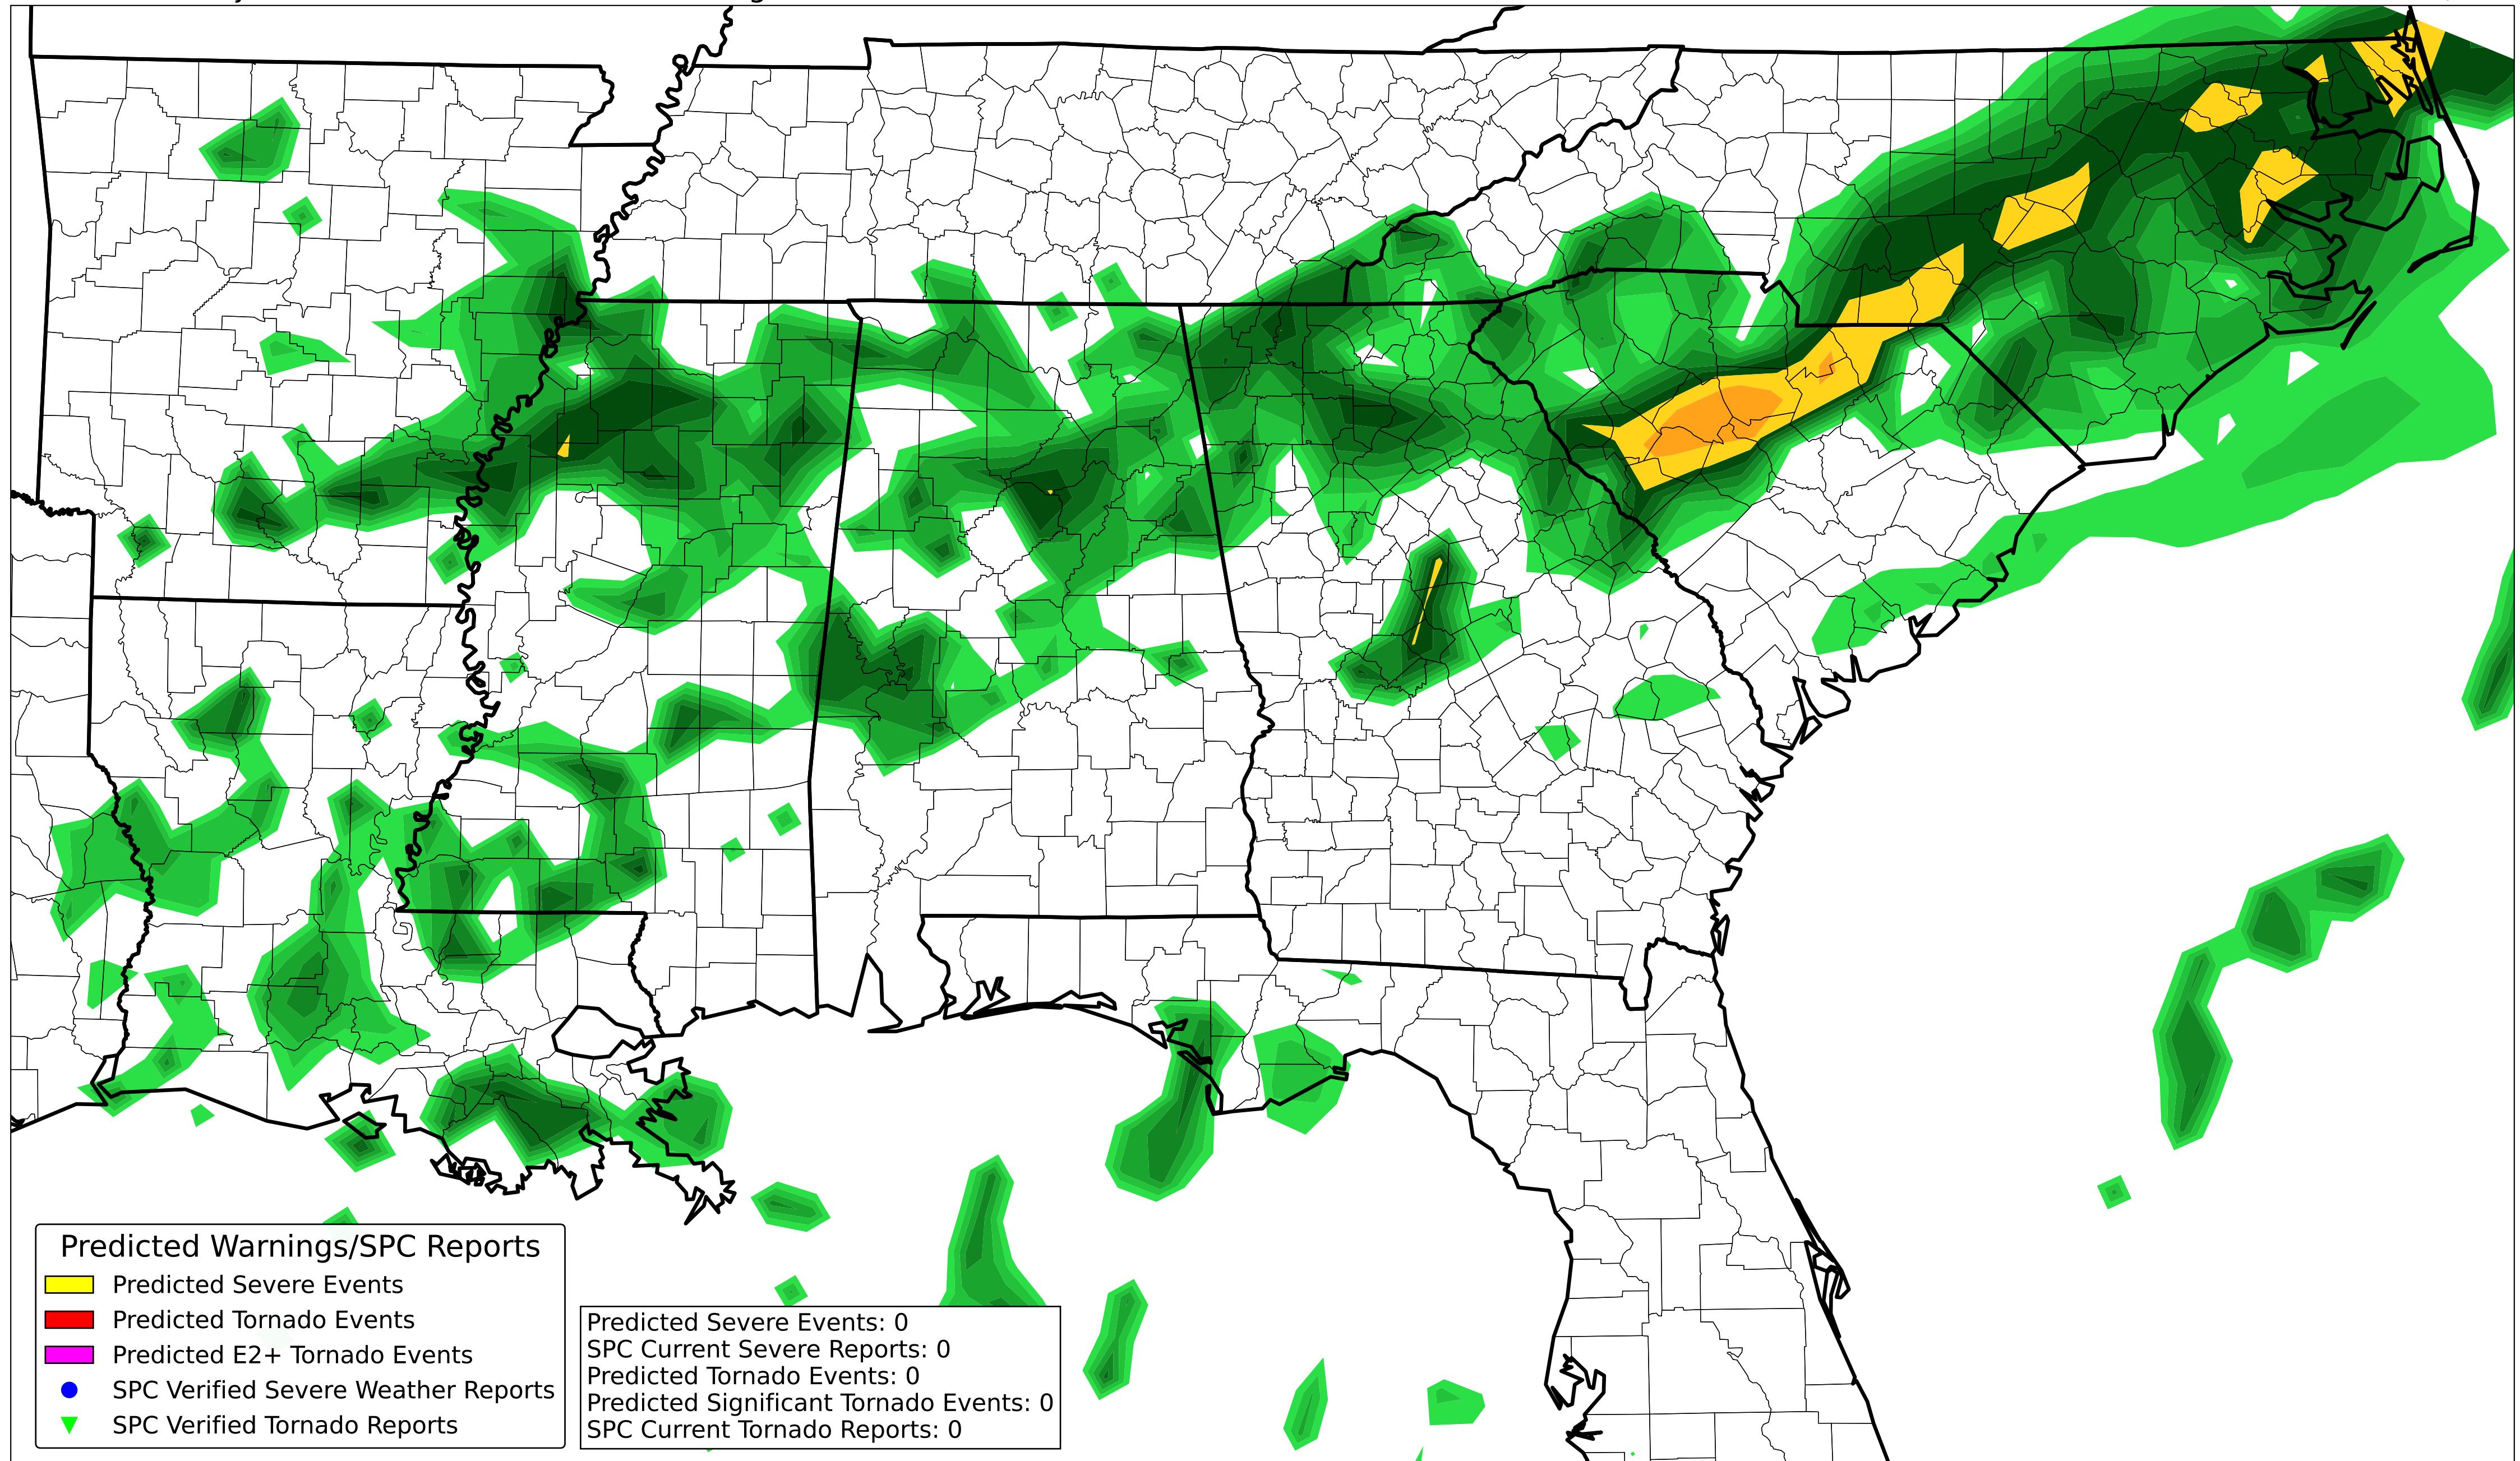 Predicted Warnings/SPC Reports
Predicted Severe Events
Predicted Tornado Events
Predicted E2+ Tornado Events
SPC Verified Severe Weather Reports
SPC Verified Tornado Reports
Predicted Severe Events: 0
SPC Current Severe Reports: 0
Predicted Tornado Events: 0
Predicted Significant Tornado Events: 0
SPC Current Tornado Reports: 0